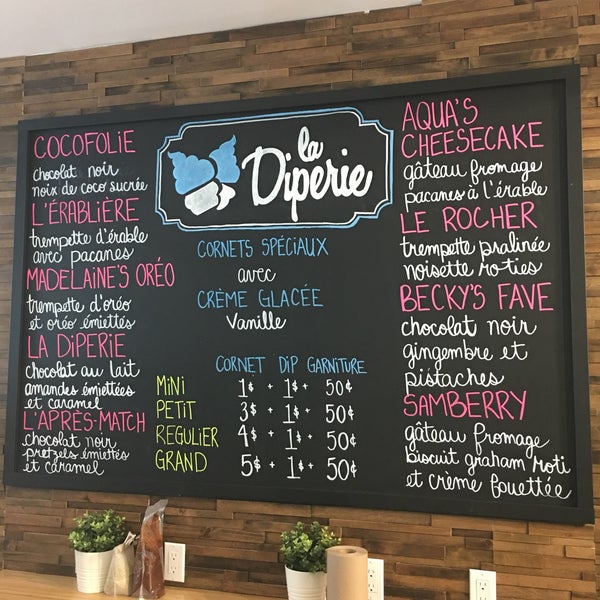 COCOFOLIE
chocolat noir
noix de coco sucrée
L'ÉRABLIÈRE
trempette d'érable
avec pacanes
MADELAINE'S ORÉO
trempette d'oréo
et oréo émiettés
LA DiPERIE
chocolat au lait
amandes émiettées
et caramel
L'APRÈS-MATCH
chocolat noir
pretzels émiettés
et caramel
la
Diperie
CORNETS SPÉCIAUX
avec
CRÈME GLACÉE
Vanille
CORNET DIP GARNITURE
MiNi 1$ + 1$ + 50¢
PETIT 3$ + 1$ + 50¢
REGULIER 4$ + 1$ + 50¢
GRAND 5$ + 1$ + 50¢
AQUA'S
CHEESECAKE
gâteau fromage
pacanes à l'érable
LE ROCHER
trempette pralinée
noisette roties
BECKY'S FAVE
chocolat noir
gingembre et
pistaches
SAMBERRY
gâteau fromage
biscuit graham roti
et crème fouettée